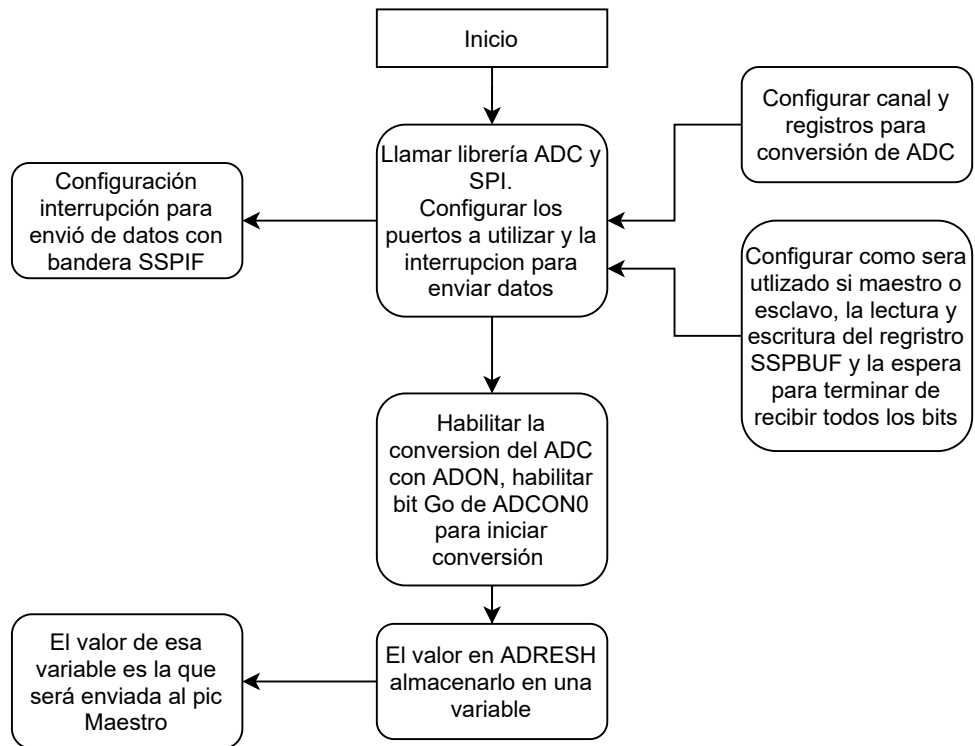 Inicio
Configurar canal y
registros para
conversión de ADC
Llamar librería ADC y
SPI.
Configurar los
puertos a utilizar y la
interrupcion para
enviar datos
Configuración
interrupción para
envió de datos con
bandera SSPIF
Configurar como sera
utlizado si maestro o
esclavo, la lectura y
escritura del regristro
SSPBUF y la espera
para terminar de
recibir todos los bits
Habilitar la
conversion del ADC
con ADON, habilitar
bit Go de ADCON0
para iniciar
conversión
El valor en ADRESH
almacenarlo en una
variable
El valor de esa
variable es la que
será enviada al pic
Maestro